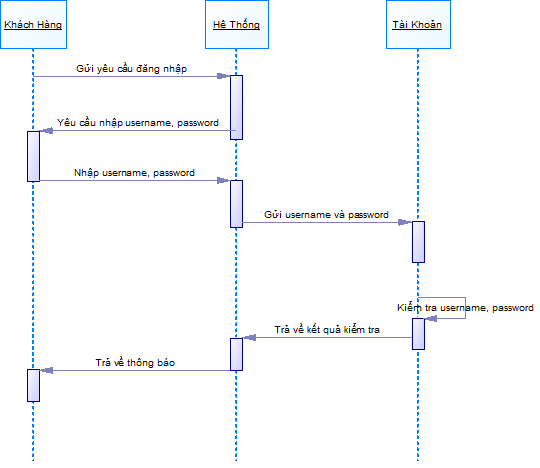 Khách Hàng
Hê Thống
Tài Khoản
Gửi yêu cầu đăng nhập
Yêu cầu nhập username, password
Nhập username, password
Gửi username và password
Kiểm tra username, password
Trả về kết quả kiểm tra
Trả về thông báo